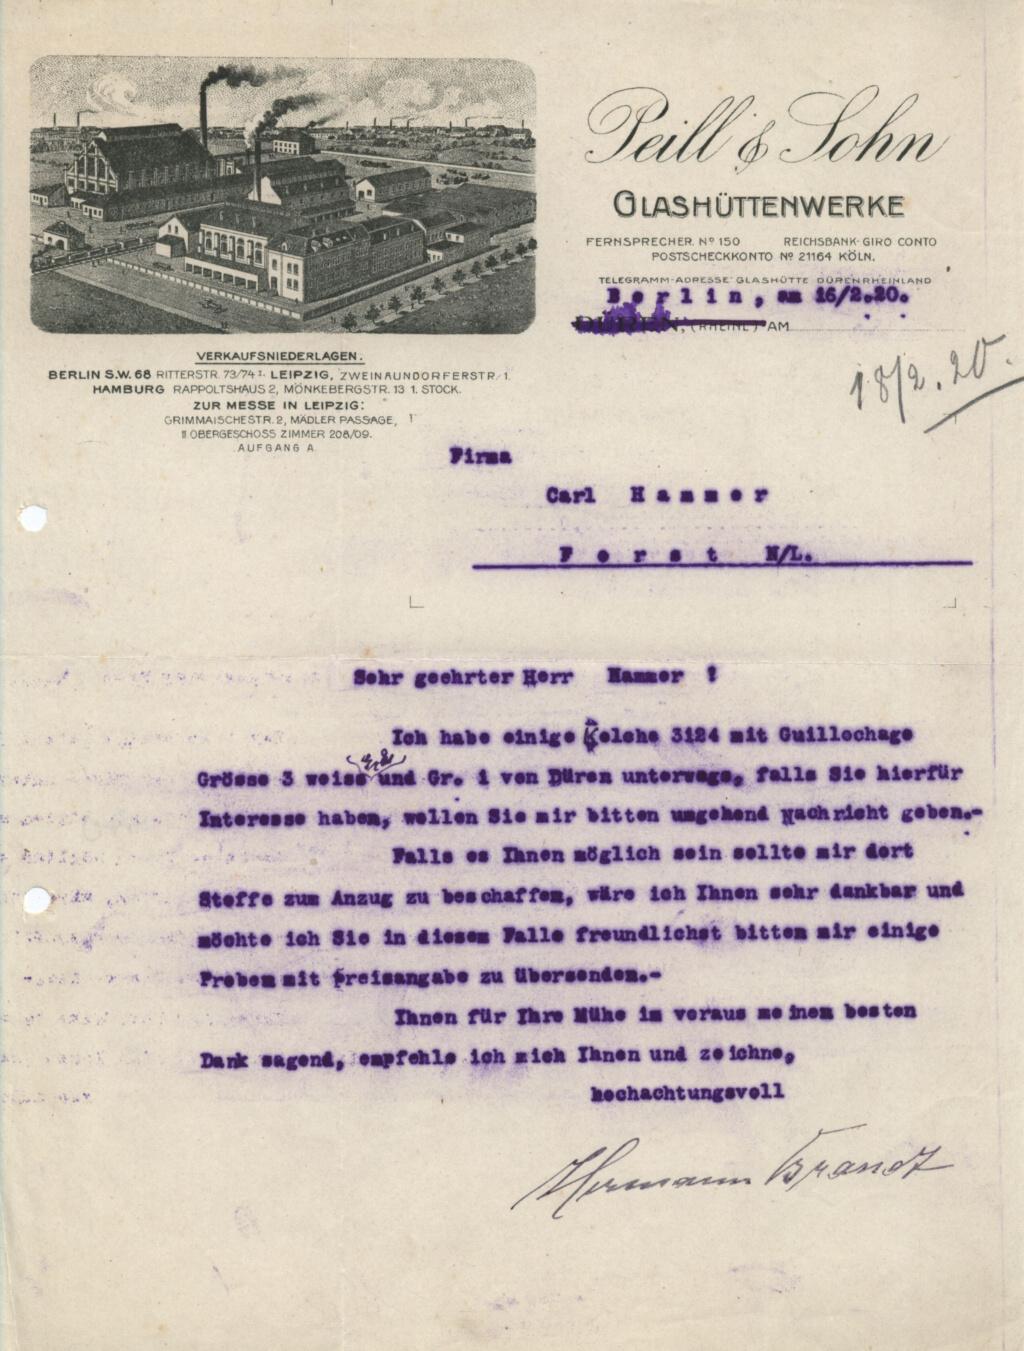 Peill & Sohn
GLASHÜTTENWERKE
FERNSPRECHER. Nº 150 REICHSBANK-GIRO CONTO
POSTSCHECKKONTO Nº 21164 KÖLN.
TELEGRAMM-ADRESSE: GLASHÜTTE DÜRENRHEINLAND
Berlin, am 16/2.20.
DÜREN, (RHEINL.) AM
18/2.20.
VERKAUFSNIEDERLAGEN.
BERLIN S.W. 68 RITTERSTR. 73/74 I. LEIPZIG, ZWEINAUNDORFERSTR. 1.
HAMBURG RAPPOLTSHAUS 2, MÖNKEBERGSTR. 13 1. STOCK.
ZUR MESSE IN LEIPZIG:
GRIMMAISCHESTR. 2, MÄDLER PASSAGE,
II OBERGESCHOSS ZIMMER 208/09.
AUFGANG A
Firma
Carl Hammer
Forst N/L.
Sehr geehrter Herr Hammer !
Ich habe einige Kelche 3124 mit Guillochage
Grösse 3 weiss und Gr. 1 von Düren unterwegs, falls Sie hierfür
Interesse haben, wollen Sie mir bitten umgehend Nachricht geben.-
Falls es Ihnen möglich sein sollte mir dort
Stoffe zum Anzug zu beschaffen, wäre ich Ihnen sehr dankbar und
möchte ich Sie in diesem Falle freundlichst bitten mir einige
Proben mit Preisangabe zu übersenden.-
Ihnen für Ihre Mühe im voraus meinen besten
Dank sagend, empfehle ich mich Ihnen und zeichne,
hochachtungsvoll
Hermann Brandt